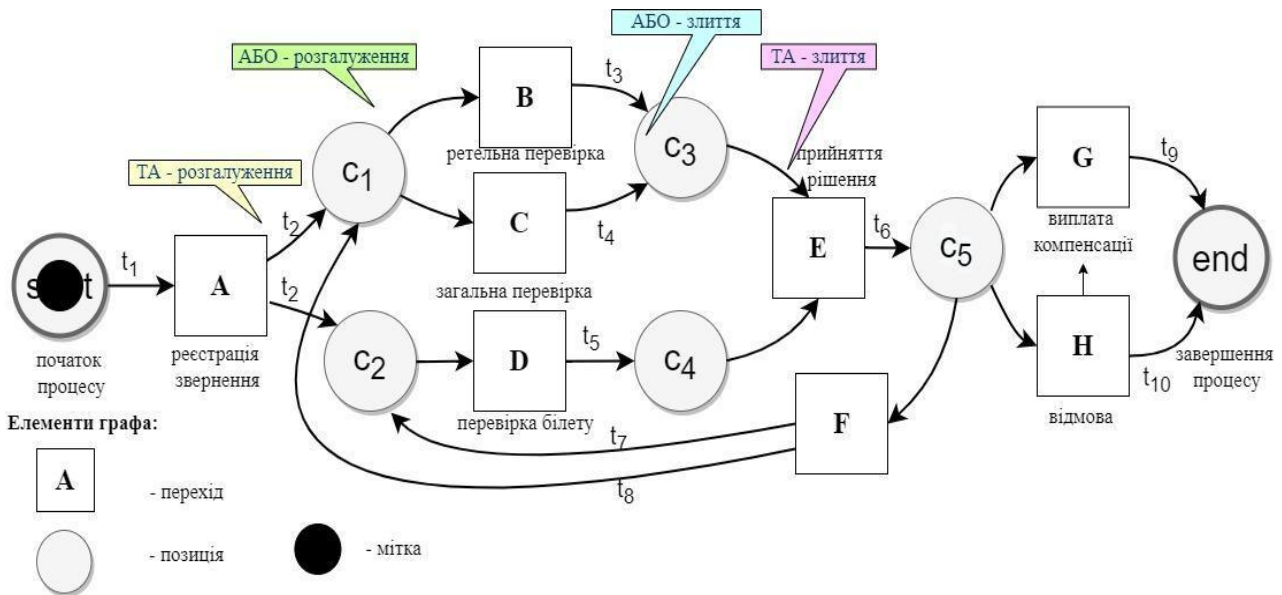 АБО - злиття
АБО - розгалуження
ТА - злиття
ТА - розгалуження
B
t3
ретельна перевірка
c1
c3
прийняття
рішення
G
t9
виплата
компенсації
t2
C
t4
загальна перевірка
t1
A
t2
E
t6
c5
end
початок
процесу
реєстрація
звернення
c2
D
t5
перевірка білету
c4
H
t10
відмова
завершення
процесу
F
t7
t8
Елементи графа:
A
- перехід
- позиція
- мітка